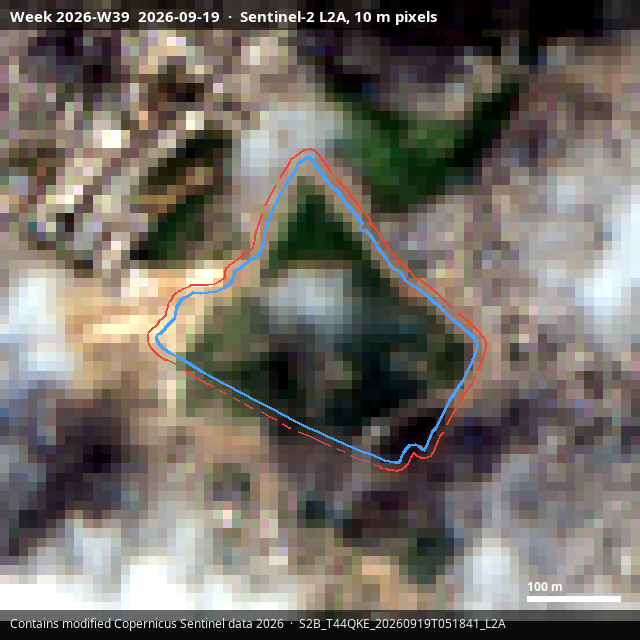 Week 2026-W39  2026-09-19  ·  Sentinel-2 L2A, 10 m pixels
100 m
Contains modified Copernicus Sentinel data 2026  ·  S2B_T44QKE_20260919T051841_L2A